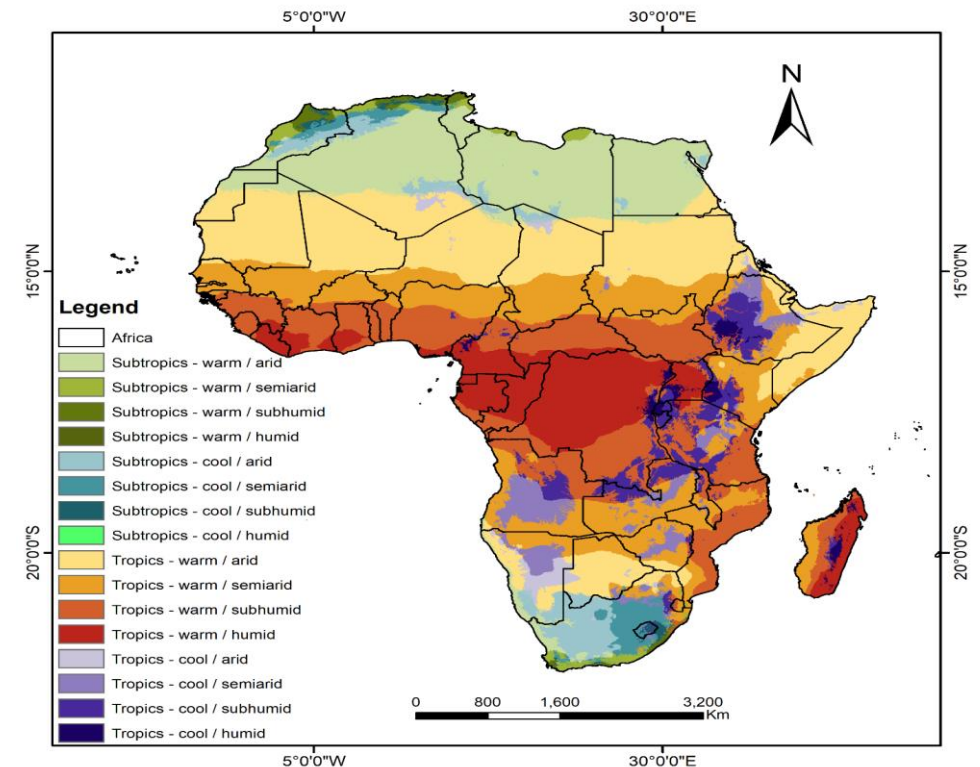 5°0'0"W
30°0'0"E
N
15°0'0"N
15°0'0"N
Legend
Africa
Subtropics - warm / arid
Subtropics - warm / semiarid
Subtropics - warm / subhumid
Subtropics - warm / humid
Subtropics - cool / arid
Subtropics - cool / semiarid
Subtropics - cool / subhumid
Subtropics - cool / humid
Tropics - warm / arid
Tropics - warm / semiarid
Tropics - warm / subhumid
Tropics - warm / humid
Tropics - cool / arid
Tropics - cool / semiarid
Tropics - cool / subhumid
Tropics - cool / humid
20°0'0"S
20°0'0"S
0 800 1,600 3,200
Km
5°0'0"W
30°0'0"E